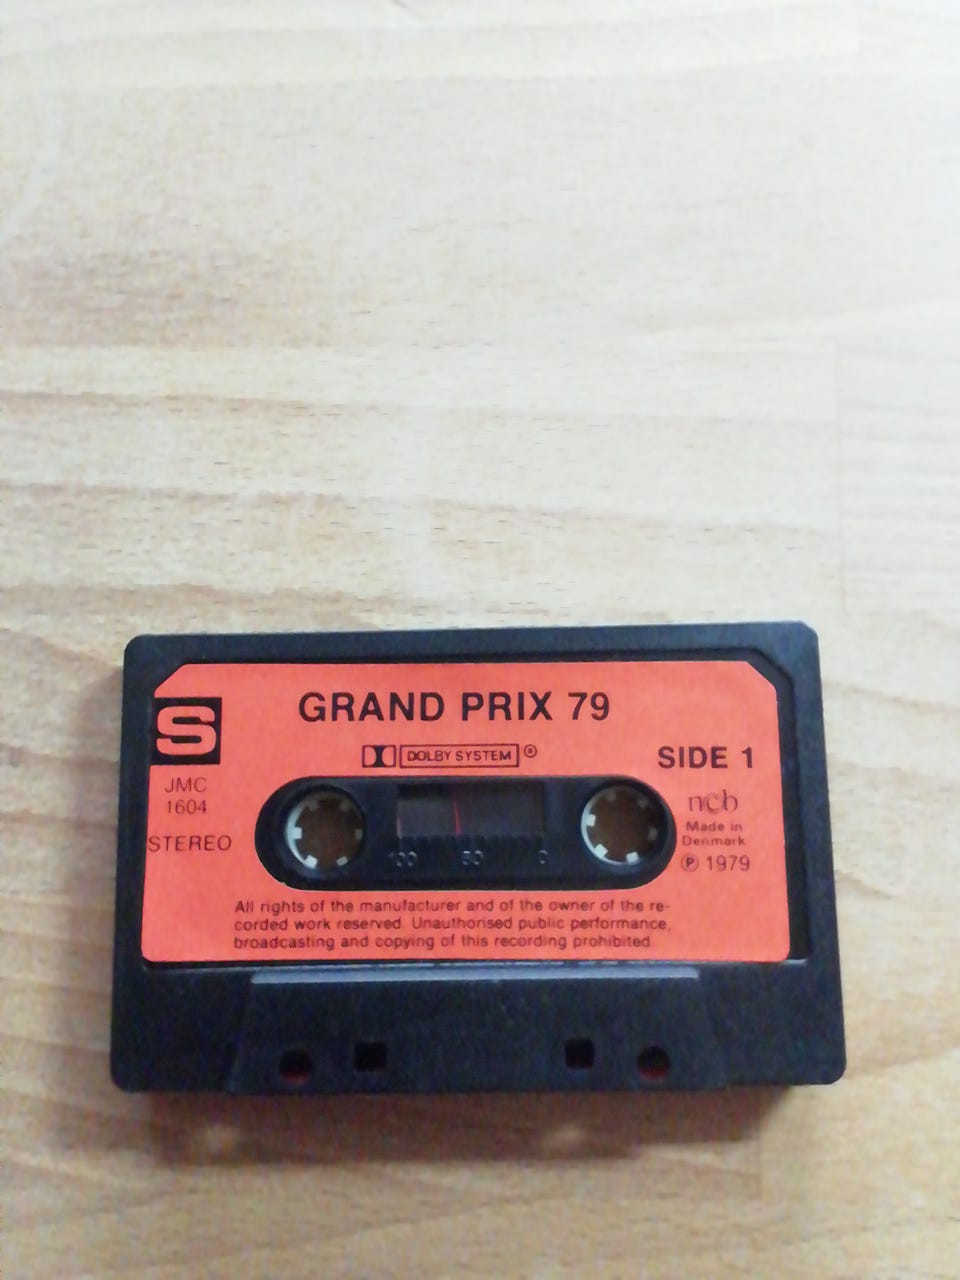 GRAND PRIX 79
S
DOLBY SYSTEM®
SIDE 1
JMC
1604
STEREO
100 50 0
ncb
Made in
Denmark
℗ 1979
All rights of the manufacturer and of the owner of the re-
corded work reserved. Unauthorised public performance,
broadcasting and copying of this recording prohibited.